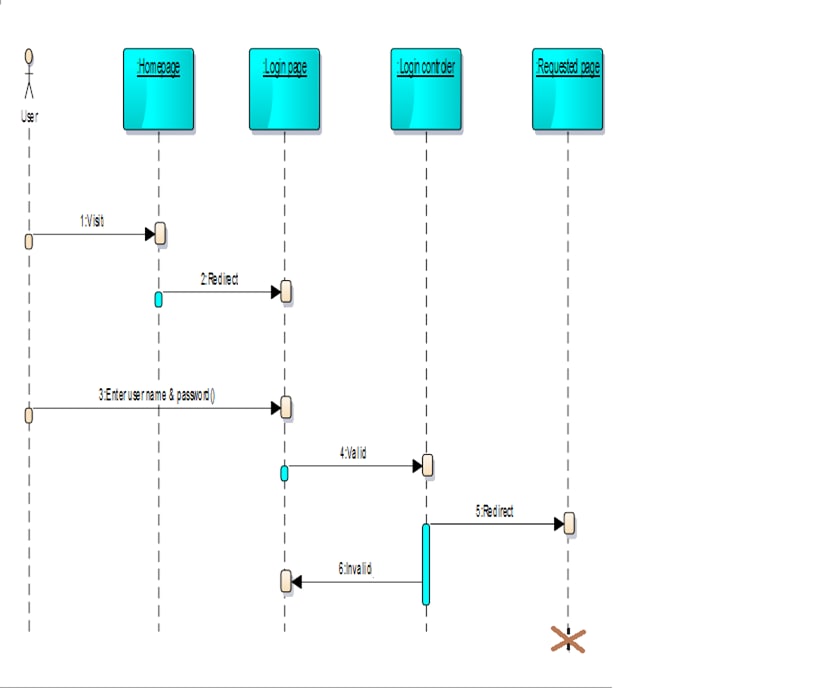 :Homepage
:Login page
:Login controler
:Requested page
User
1:Visit
2:Redirect
3:Enter user name & password()
4:Valid
5:Redirect
6:Invalid